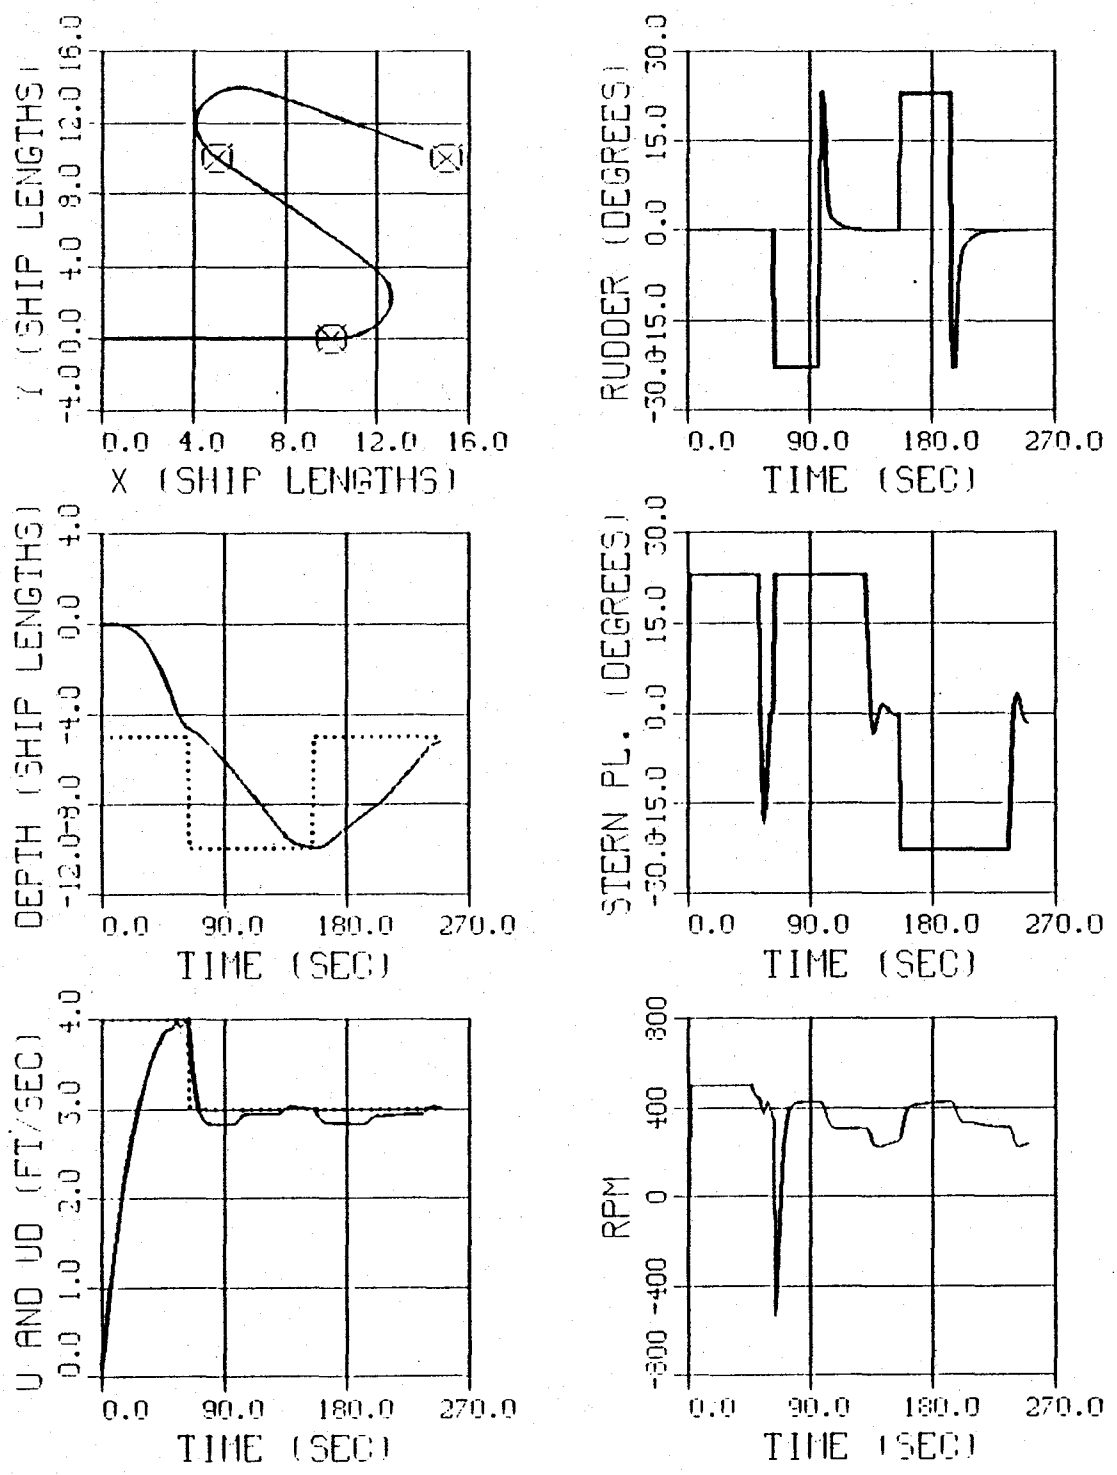 Y (SHIP LENGTHS)
-4.0 0.0 4.0 8.0 12.0 16.0
0.0 4.0 8.0 12.0 16.0
X (SHIP LENGTHS)
RUDDER (DEGREES)
-30.0 -15.0 0.0 15.0 30.0
0.0 90.0 180.0 270.0
TIME (SEC)
DEPTH (SHIP LENGTHS)
-12.0 -8.0 -4.0 0.0 4.0
0.0 90.0 180.0 270.0
TIME (SEC)
STERN PL. (DEGREES)
-30.0 -15.0 0.0 15.0 30.0
0.0 90.0 180.0 270.0
TIME (SEC)
U AND UD (FT/SEC)
0.0 1.0 2.0 3.0 4.0
0.0 90.0 180.0 270.0
TIME (SEC)
RPM
-800 -400 0 400 800
0.0 90.0 180.0 270.0
TIME (SEC)